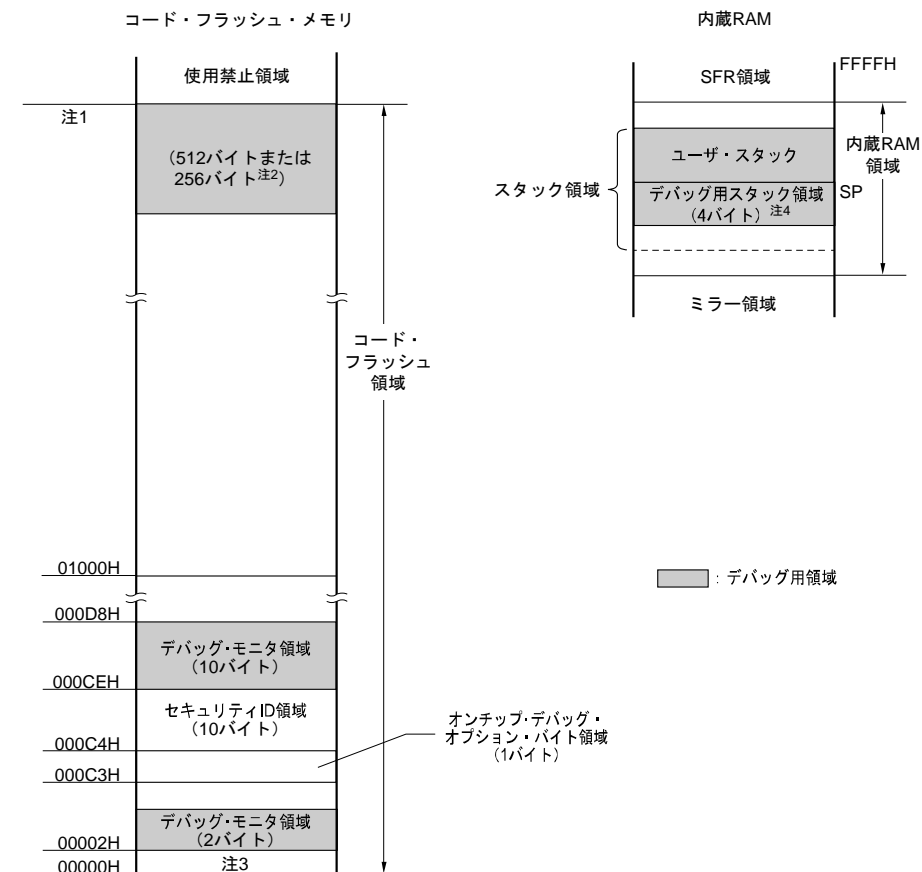 コード・フラッシュ・メモリ
使用禁止領域
注1
（512バイトまたは
256バイト注2）
コード・
フラッシュ
領域
01000H
000D8H
デバッグ・モニタ領域
（10バイト）
000CEH
セキュリティID領域
（10バイト）
000C4H
オンチップ・デバッグ・
オプション・バイト領域
（1バイト）
000C3H
デバッグ・モニタ領域
（2バイト）
00002H
注3
00000H
内蔵RAM
FFFFH
SFR領域
内蔵RAM
領域
ユーザ・スタック
スタック領域
デバッグ用スタック領域
（4バイト）注4
SP
ミラー領域
：デバッグ用領域